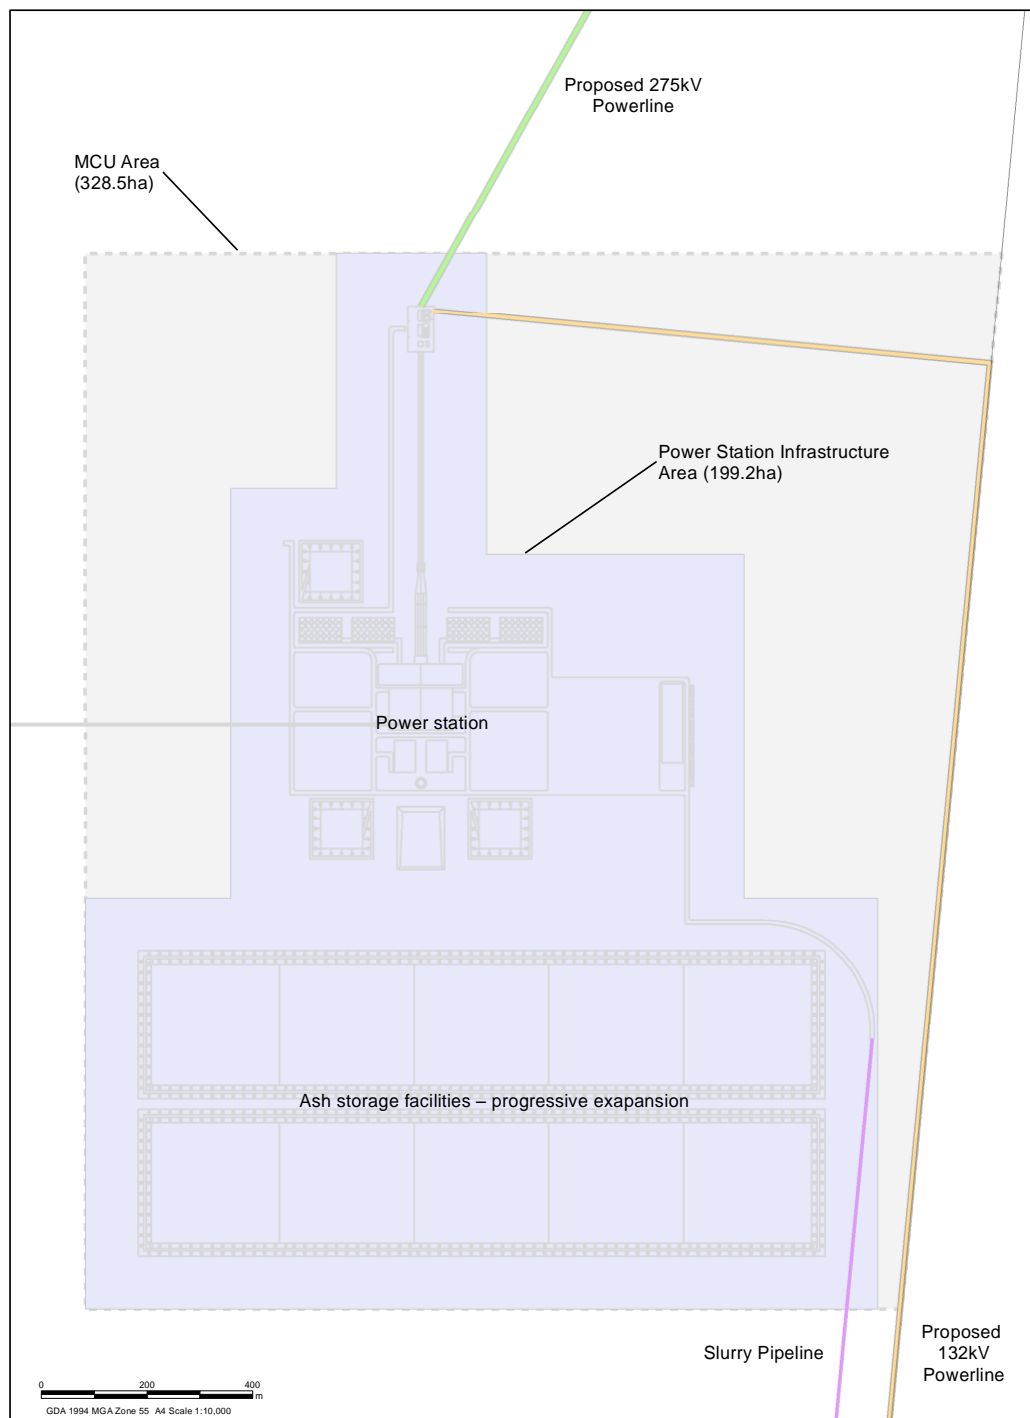 Proposed 275kV
Powerline
MCU Area
(328.5ha)
Power Station Infrastructure
Area (199.2ha)
Power station
Ash storage facilities – progressive exapansion
Slurry Pipeline
Proposed
132kV
Powerline
0 200 400
m
GDA 1994 MGA Zone 55 A4 Scale 1:10,000